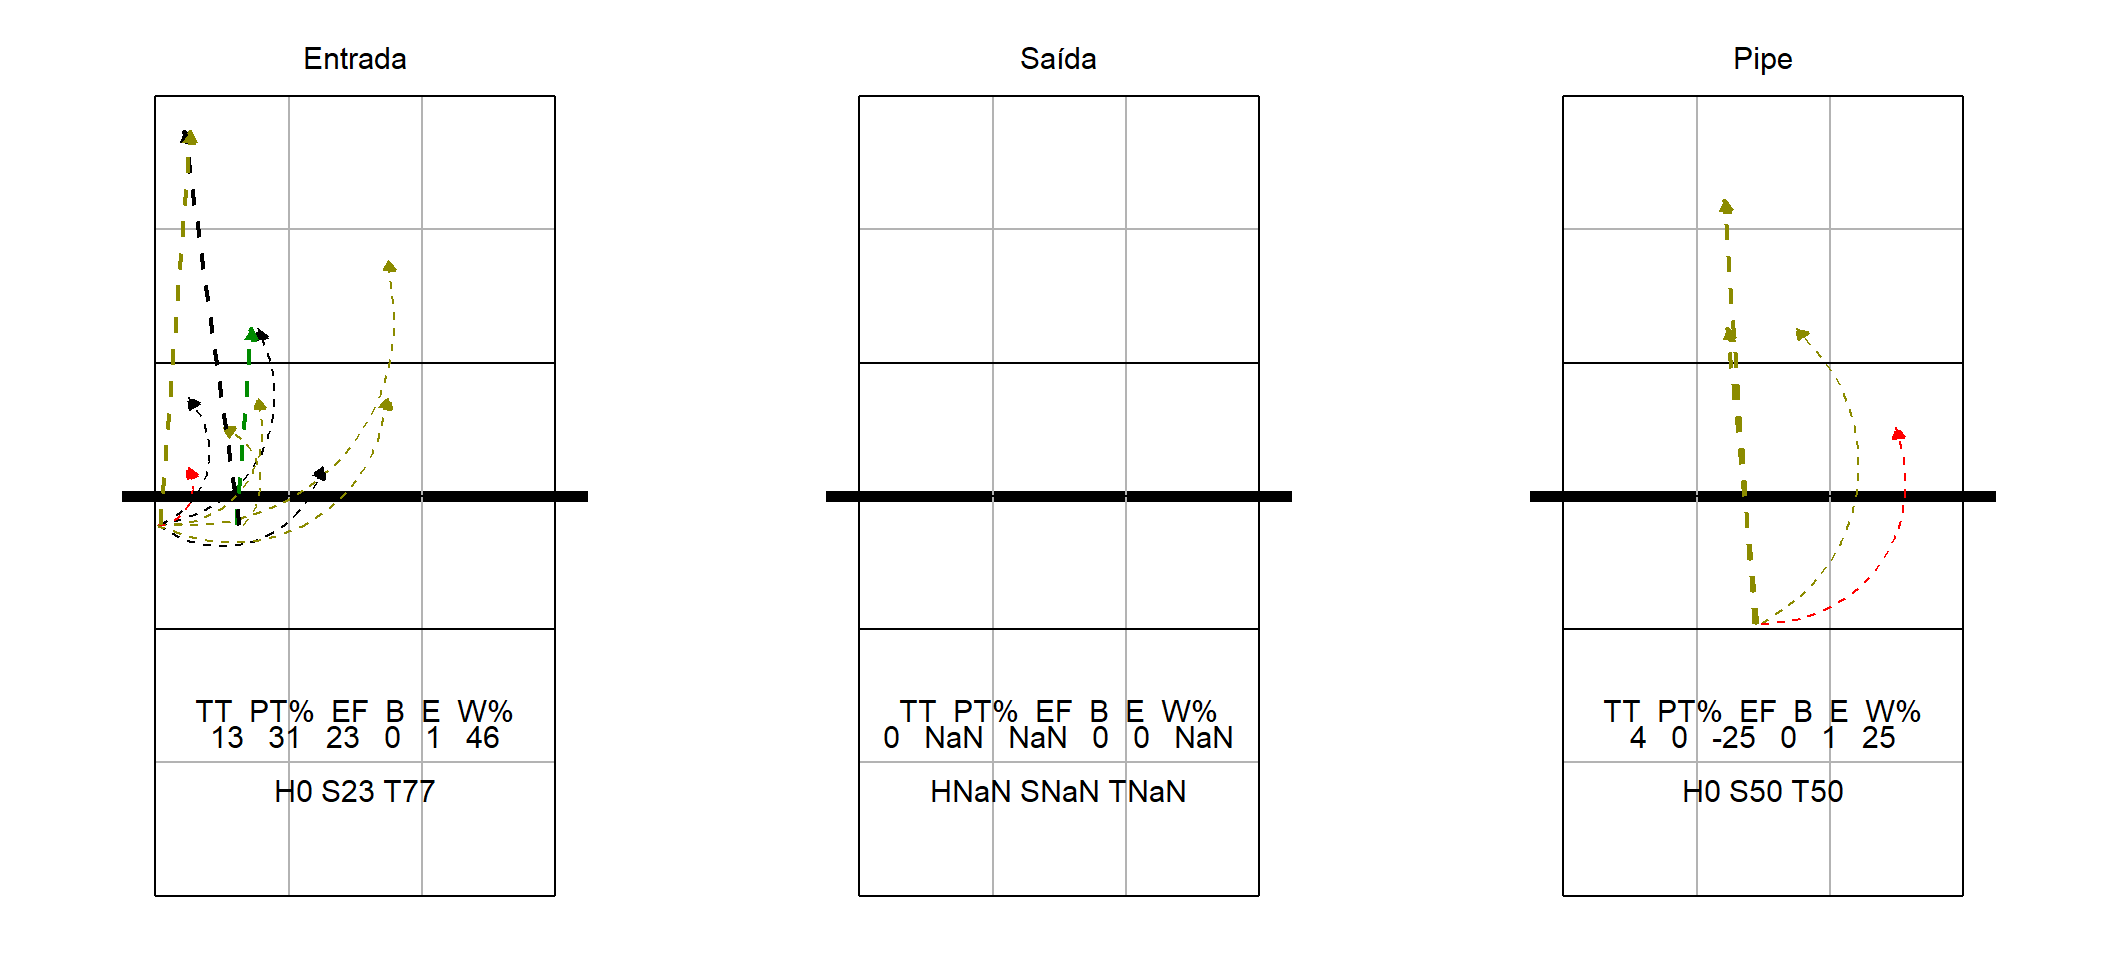 Entrada
TT PT% EF B E W%
13 31 23 0 1 46
H0 S23 T77
Saída
TT PT% EF B E W%
0 NaN NaN 0 0 NaN
HNaN SNaN TNaN
Pipe
TT PT% EF B E W%
4 0 -25 0 1 25
H0 S50 T50